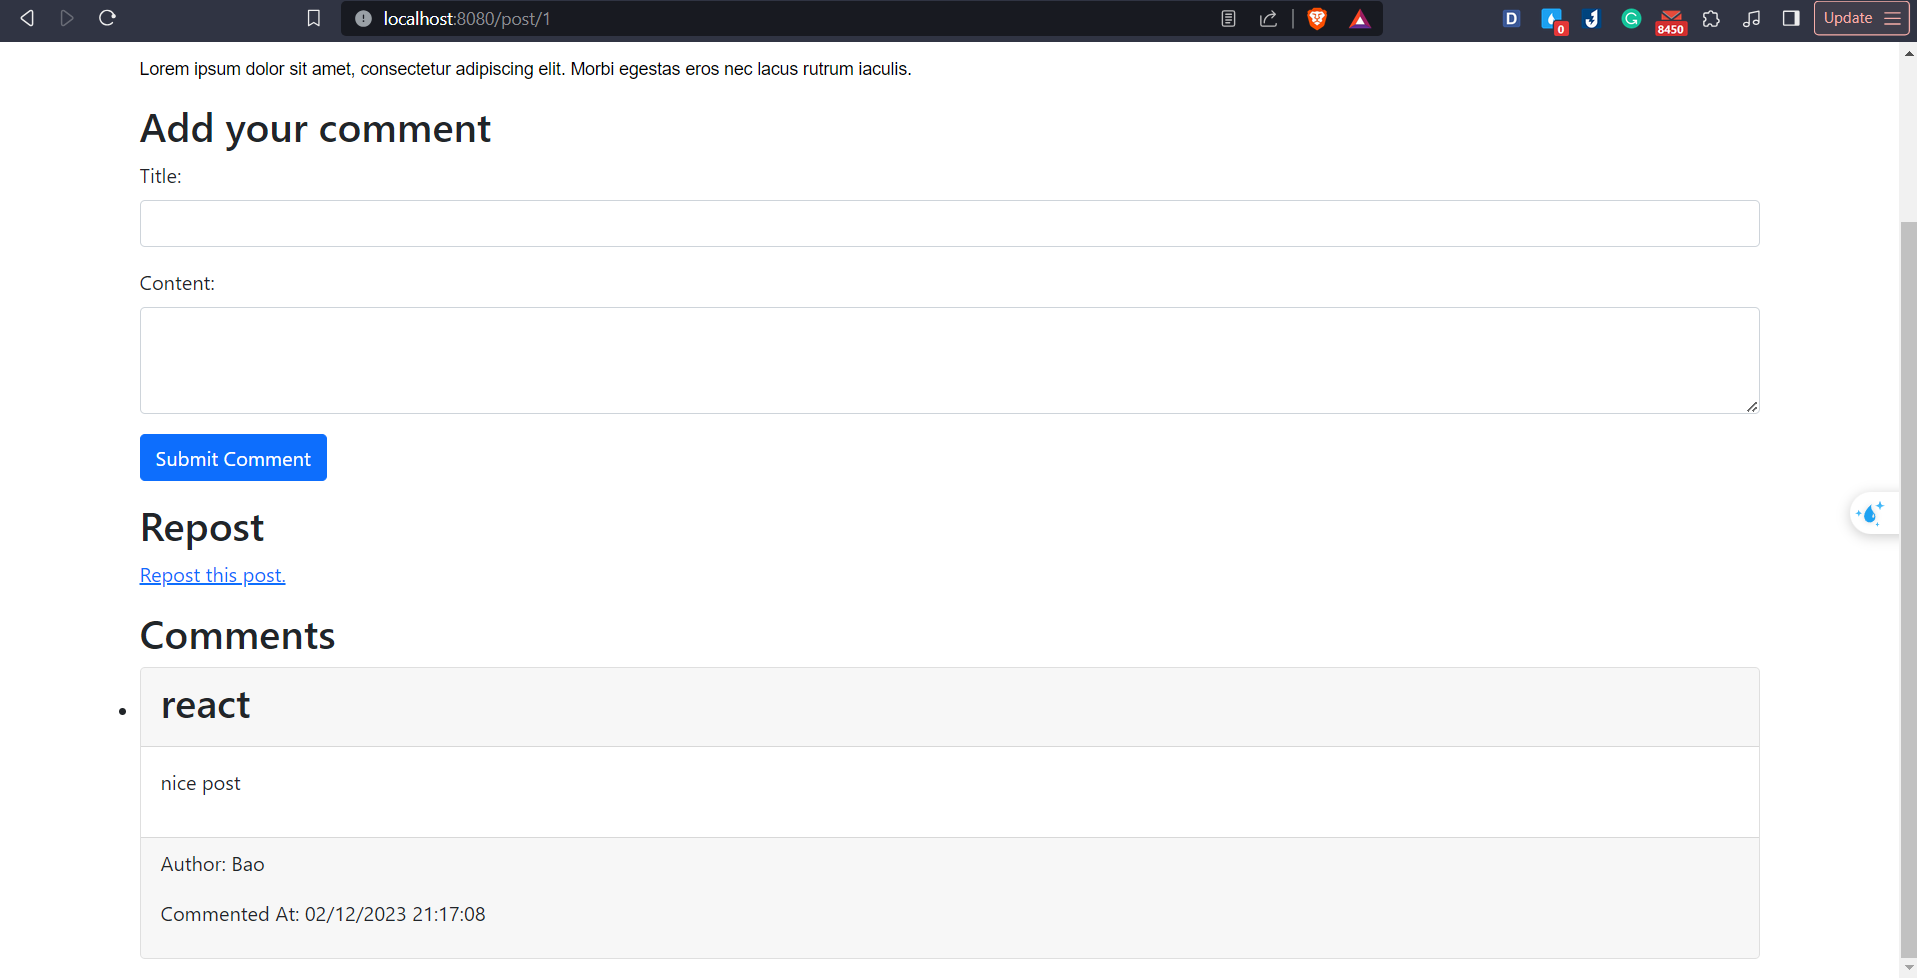 localhost:8080/post/1
D
0
G
8450
Update
Lorem ipsum dolor sit amet, consectetur adipiscing elit. Morbi egestas eros nec lacus rutrum iaculis.
Add your comment
Title:
Content:
Submit Comment
Repost
Repost this post.
Comments
react
nice post
Author: Bao
Commented At: 02/12/2023 21:17:08